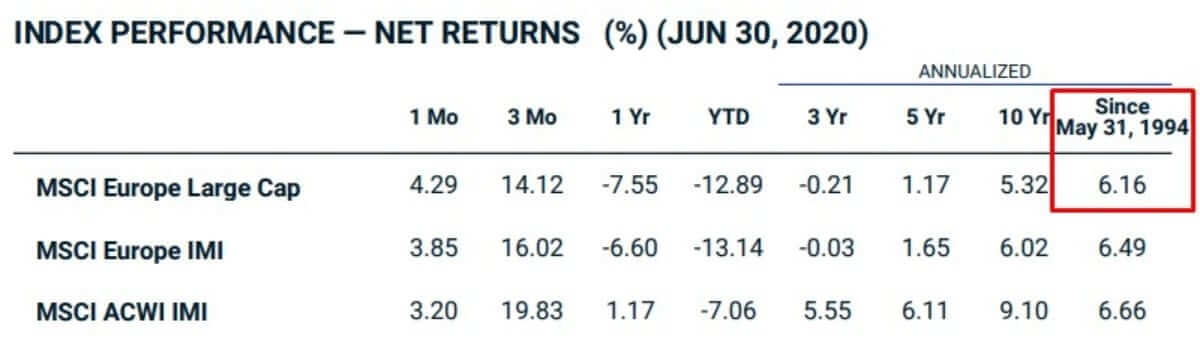 INDEX PERFORMANCE — NET RETURNS (%) (JUN 30, 2020)
ANNUALIZED
1 Mo 3 Mo 1 Yr YTD 3 Yr 5 Yr 10 Yr Since
May 31, 1994
MSCI Europe Large Cap 4.29 14.12 -7.55 -12.89 -0.21 1.17 5.32 6.16
MSCI Europe IMI 3.85 16.02 -6.60 -13.14 -0.03 1.65 6.02 6.49
MSCI ACWI IMI 3.20 19.83 1.17 -7.06 5.55 6.11 9.10 6.66